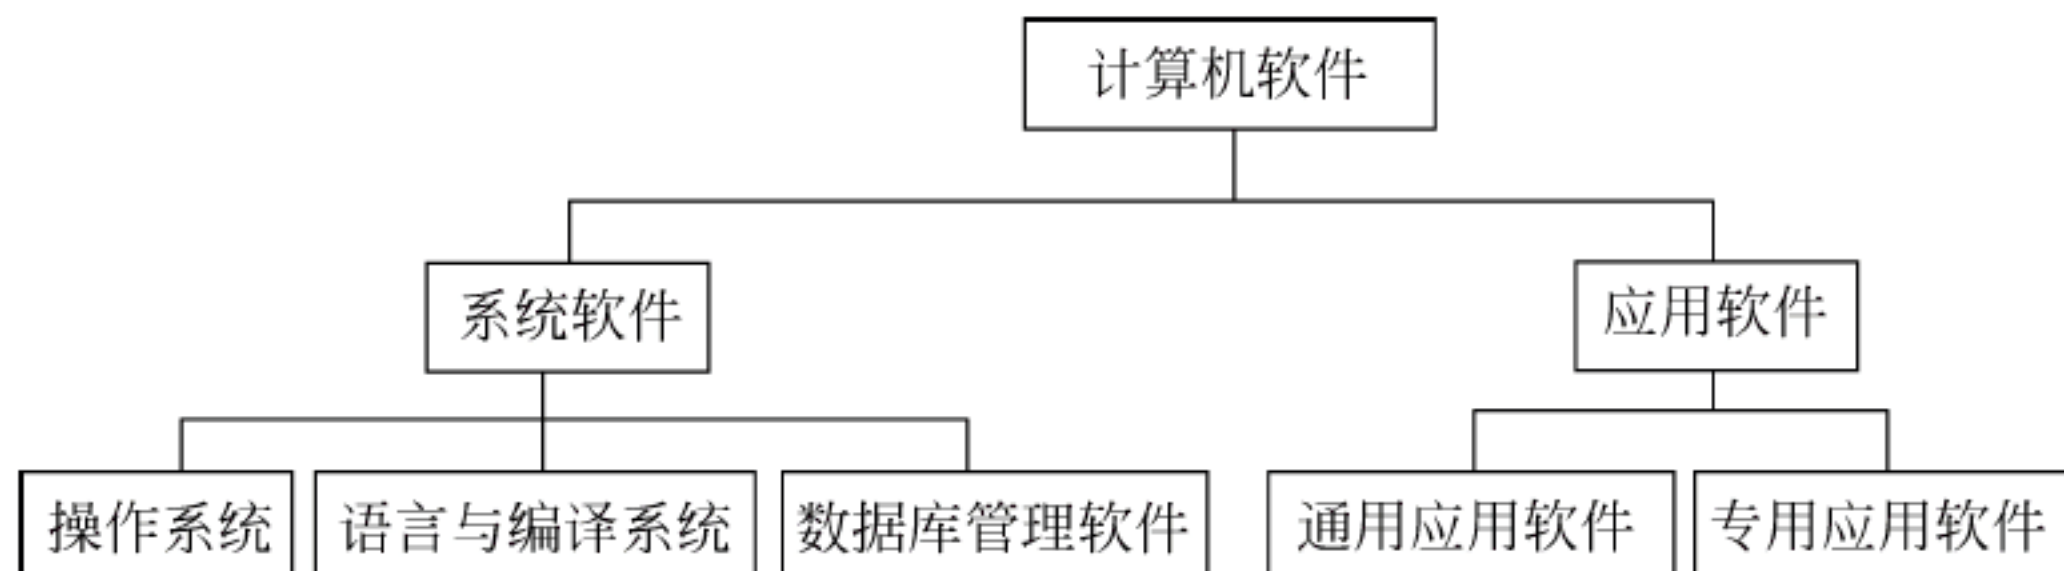 计算机软件
系统软件
应用软件
操作系统
语言与编译系统
数据库管理软件
通用应用软件
专用应用软件